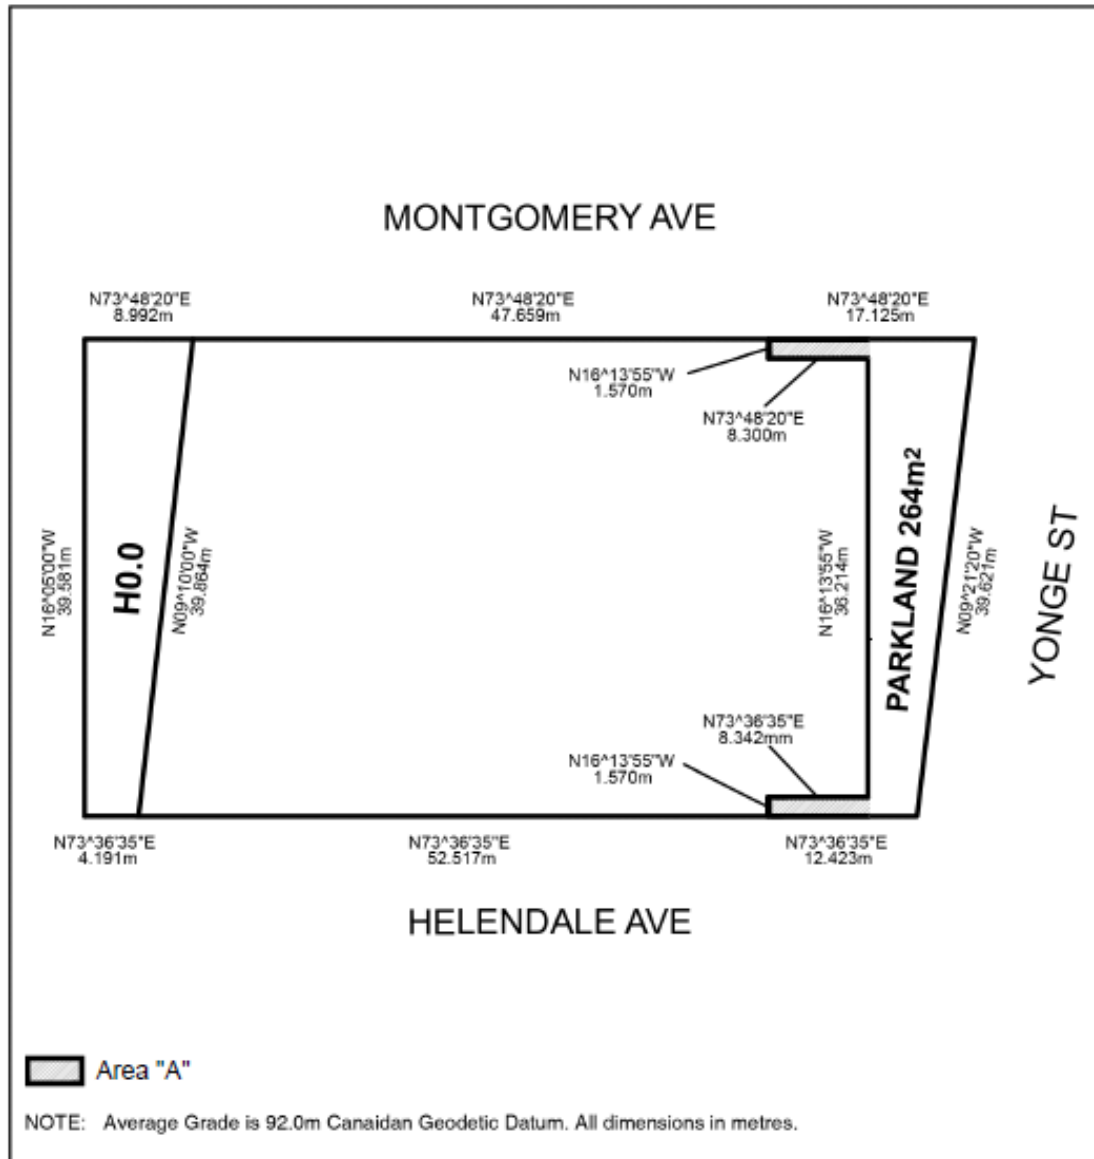 MONTGOMERY AVE
N73^48'20"E
8.992m
N73^48'20"E
47.659m
N73^48'20"E
17.125m
N16^13'55"W
1.570m
N73^48'20"E
8.300m
N16^05'00"W
39.581m
H0.0
N09^10'00"W
39.864m
N16^13'55"W
36.214m
PARKLAND 264m²
N09^21'20"W
39.621m
YONGE ST
N73^36'35"E
8.342mm
N16^13'55"W
1.570m
N73^36'35"E
4.191m
N73^36'35"E
52.517m
N73^36'35"E
12.423m
HELENDALE AVE
Area "A"
NOTE: Average Grade is 92.0m Canaidan Geodetic Datum. All dimensions in metres.